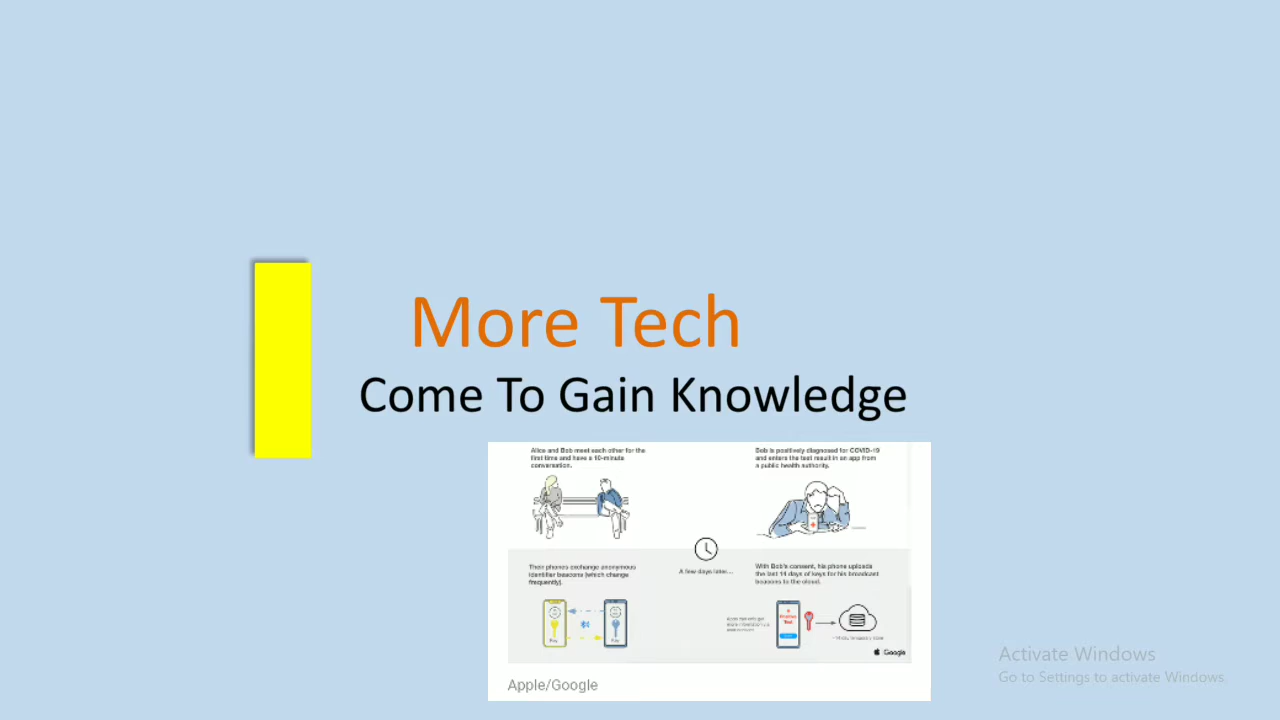 More Tech
Come To Gain Knowledge
Alice and Bob meet each other for the
first time and have a 10-minute
conversation.
Bob is positively diagnosed for COVID-19
and enters the test result in an app from
a public health authority.
A few days later...
Their phones exchange anonymous
identifier beacons (which change
frequently).
With Bob's consent, his phone uploads
the last 14 days of keys for his broadcast
beacons to the cloud.
Positive
Test
Google
Apple/Google
Activate Windows
Go to Settings to activate Windows.